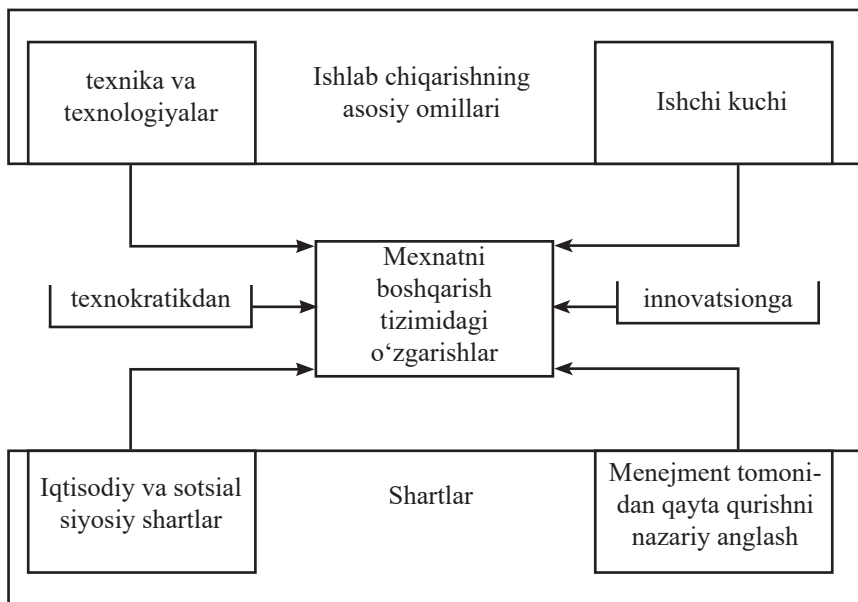 texnika va
texnologiyalar
Ishlab chiqarishning
asosiy omillari
Ishchi kuchi
Mexnatni
boshqarish
tizimidagi
o‘zgarishlar
texnokratikdan
innovatsionga
Iqtisodiy va sotsial
siyosiy shartlar
Shartlar
Menejment tomoni-
dan qayta qurishni
nazariy anglash